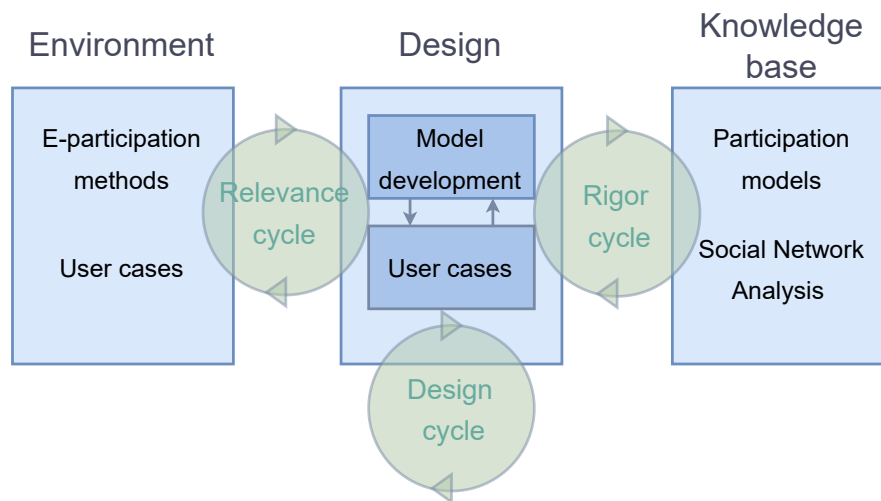 Environment
E-participation
methods
User cases
Relevance
cycle
Design
Model
development
User cases
Design
cycle
Rigor
cycle
Knowledge
base
Participation
models
Social Network
Analysis